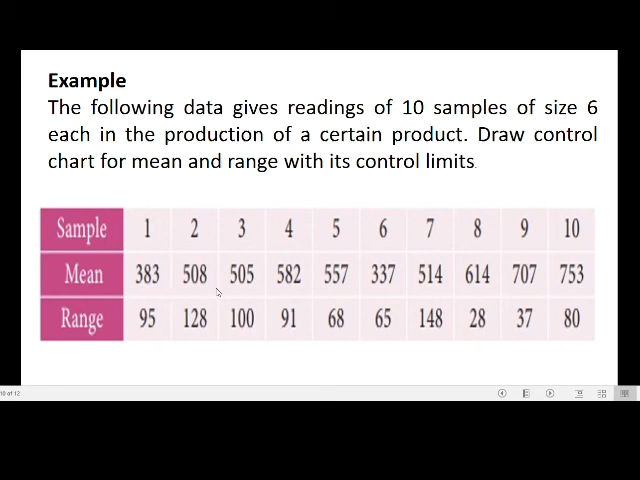 Example
The following data gives readings of 10 samples of size 6
each in the production of a certain product. Draw control
chart for mean and range with its control limits.
Sample 1 2 3 4 5 6 7 8 9 10
Mean 383 508 505 582 557 337 514 614 707 753
Range 95 128 100 91 68 65 148 28 37 80
10 of 12